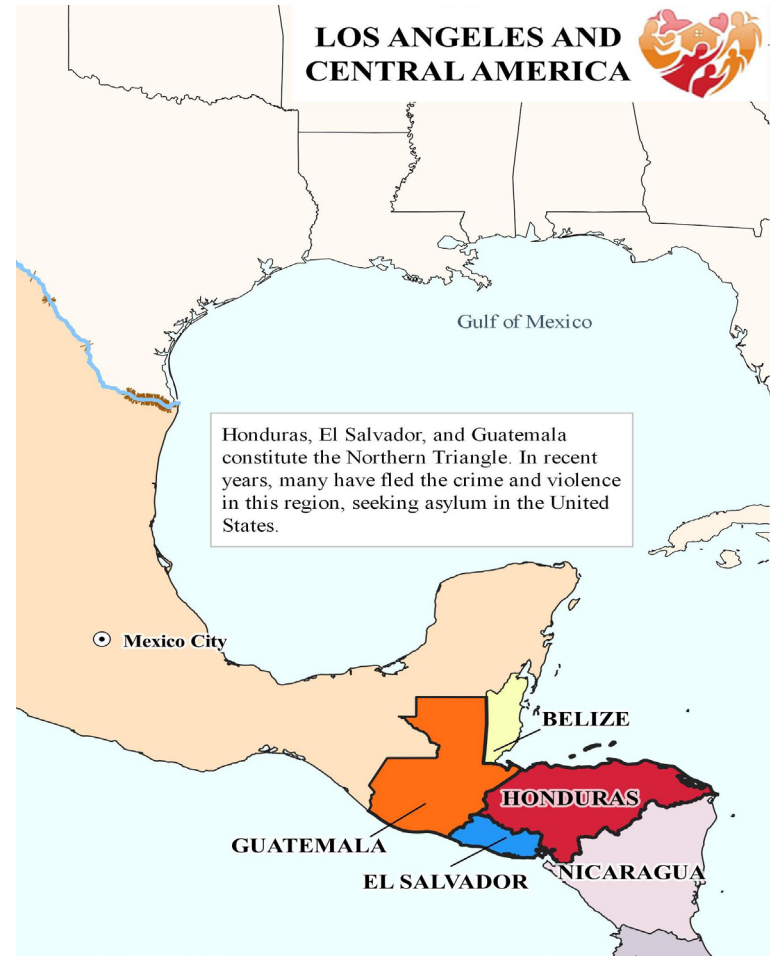 LOS ANGELES AND
CENTRAL AMERICA
Gulf of Mexico
Honduras, El Salvador, and Guatemala
constitute the Northern Triangle. In recent
years, many have fled the crime and violence
in this region, seeking asylum in the United
States.
Mexico City
BELIZE
HONDURAS
GUATEMALA
NICARAGUA
EL SALVADOR